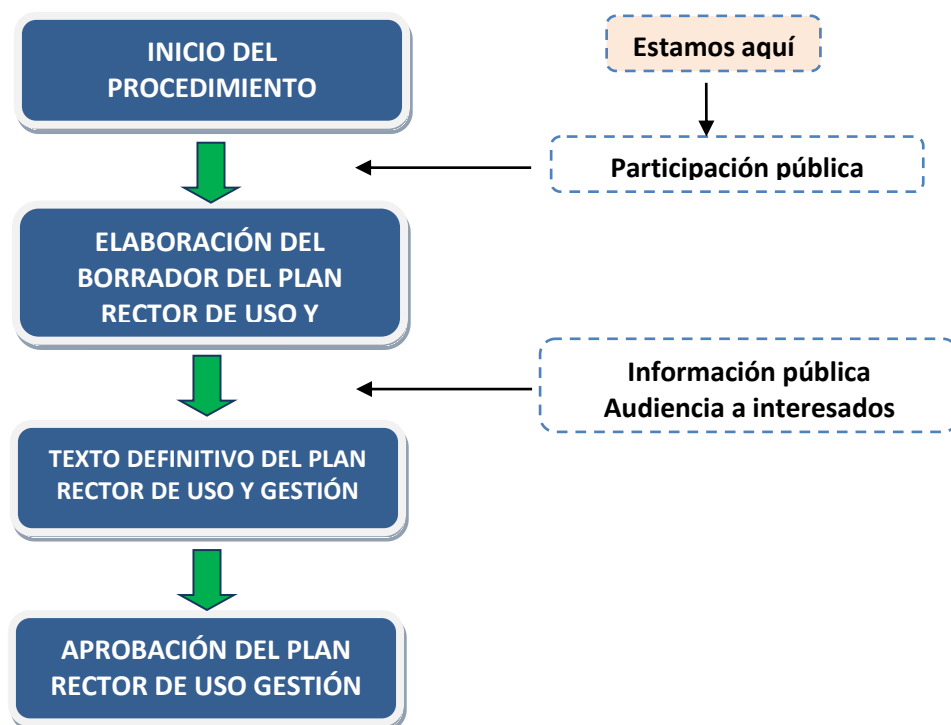 INICIO DEL
PROCEDIMIENTO
Estamos aquí
Participación pública
ELABORACIÓN DEL
BORRADOR DEL PLAN
RECTOR DE USO Y
Información pública
Audiencia a interesados
TEXTO DEFINITIVO DEL PLAN
RECTOR DE USO Y GESTIÓN
APROBACIÓN DEL PLAN
RECTOR DE USO GESTIÓN